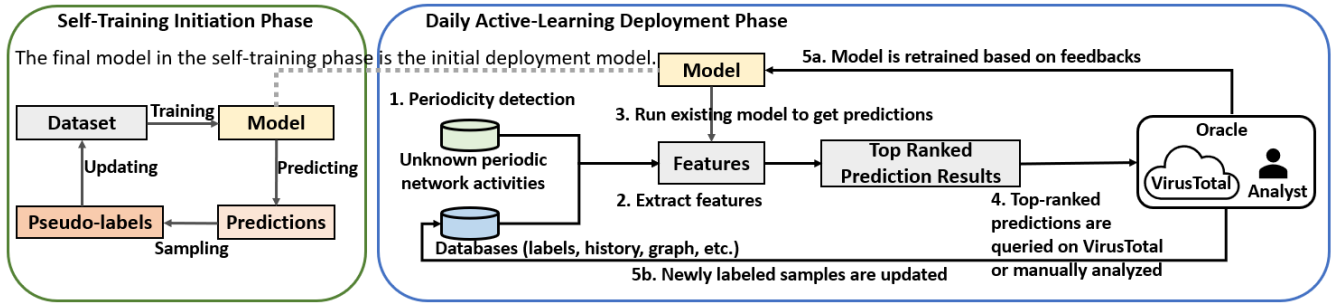 Self-Training Initiation Phase
Daily Active-Learning Deployment Phase
The final model in the self-training phase is the initial deployment model.
Dataset
Training
Model
Updating
Predicting
Pseudo-labels
Sampling
Predictions
Model
5a. Model is retrained based on feedbacks
1. Periodicity detection
3. Run existing model to get predictions
Unknown periodic
network activities
Features
2. Extract features
Top Ranked
Prediction Results
Oracle
VirusTotal
Analyst
4. Top-ranked
predictions are
queried on VirusTotal
or manually analyzed
Databases (labels, history, graph, etc.)
5b. Newly labeled samples are updated